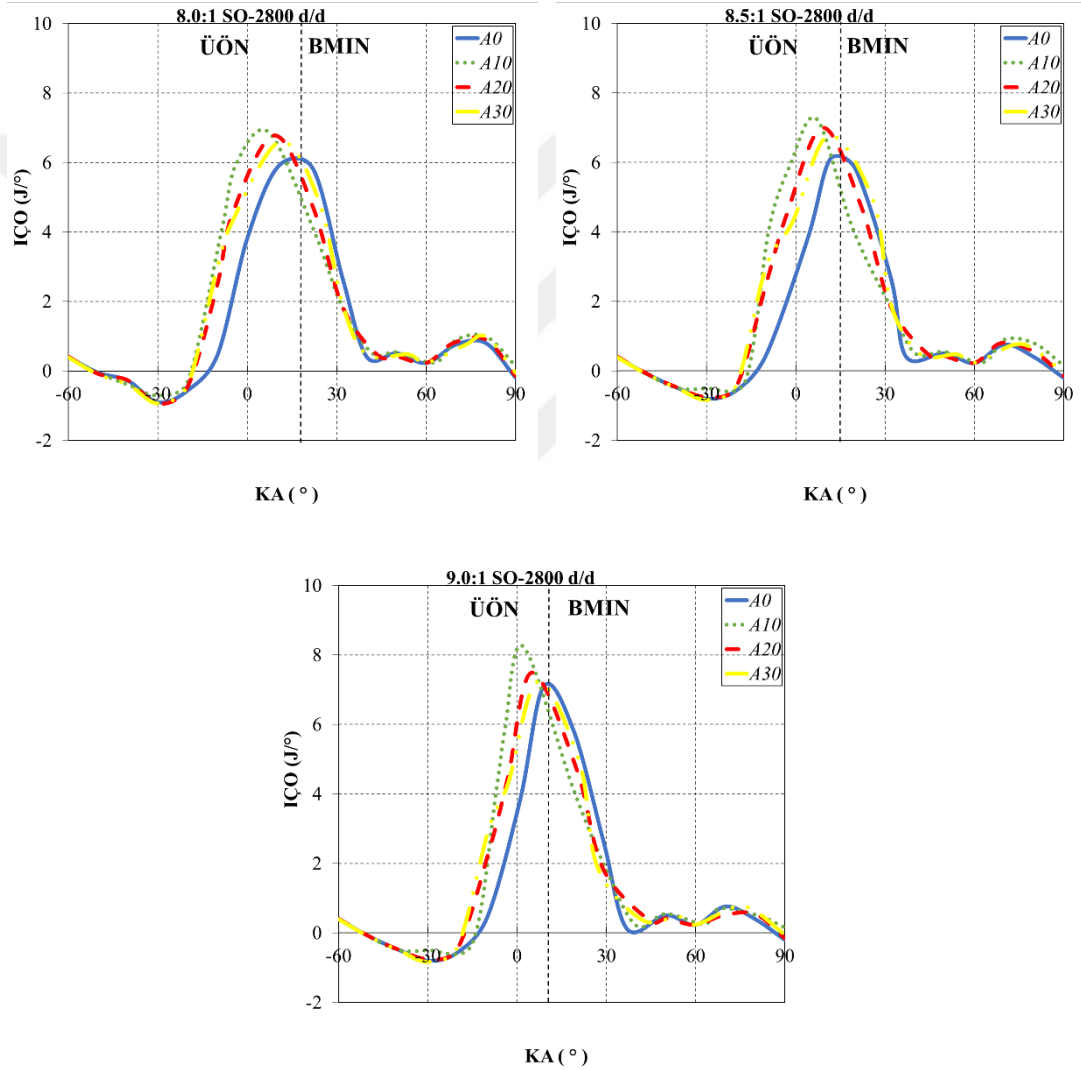 8.0:1 SO-2800 d/d
10
8
6
4
2
0
-2
-60
-30
0
30
60
90
ÜÖN
BMIN
A0
A10
A20
A30
IÇO (J/°)
KA ( ° )
8.5:1 SO-2800 d/d
10
8
6
4
2
0
-2
-60
-30
0
30
60
90
ÜÖN
BMIN
A0
A10
A20
A30
IÇO (J/°)
KA ( ° )
9.0:1 SO-2800 d/d
10
8
6
4
2
0
-2
-60
-30
0
30
60
90
ÜÖN
BMIN
A0
A10
A20
A30
IÇO (J/°)
KA ( ° )